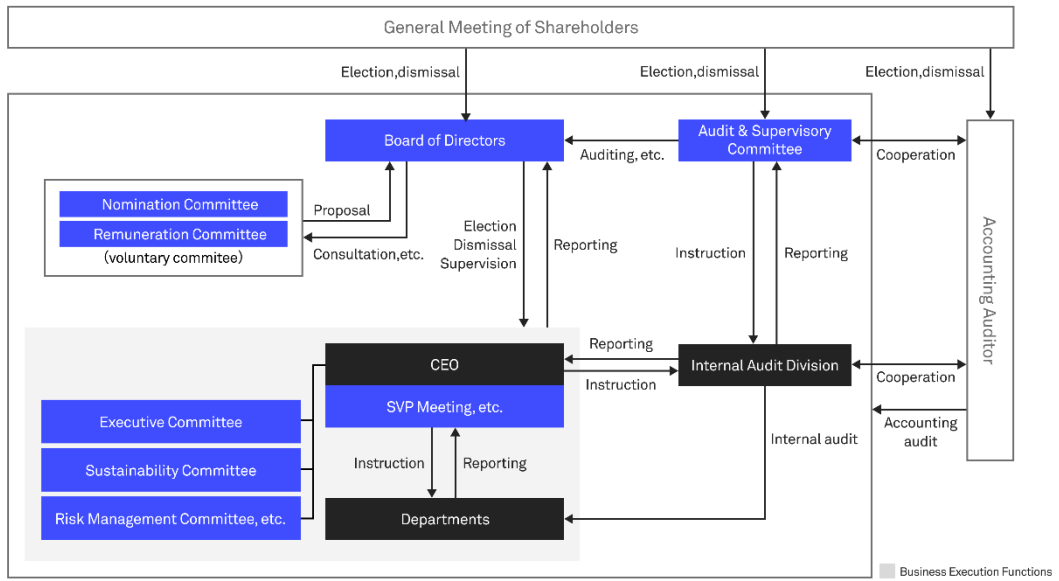 General Meeting of Shareholders
Election,dismissal
Election,dismissal
Election,dismissal
Board of Directors
Audit & Supervisory
Committee
Auditing, etc.
Cooperation
Nomination Committee
Remuneration Committee
(voluntary commitee)
Proposal
Consultation,etc.
Election
Dismissal
Supervision
Reporting
Instruction
Reporting
Accounting Auditor
CEO
SVP Meeting, etc.
Reporting
Instruction
Internal Audit Division
Cooperation
Accounting
audit
Executive Committee
Sustainability Committee
Risk Management Committee, etc.
Instruction
Reporting
Internal audit
Departments
Business Execution Functions